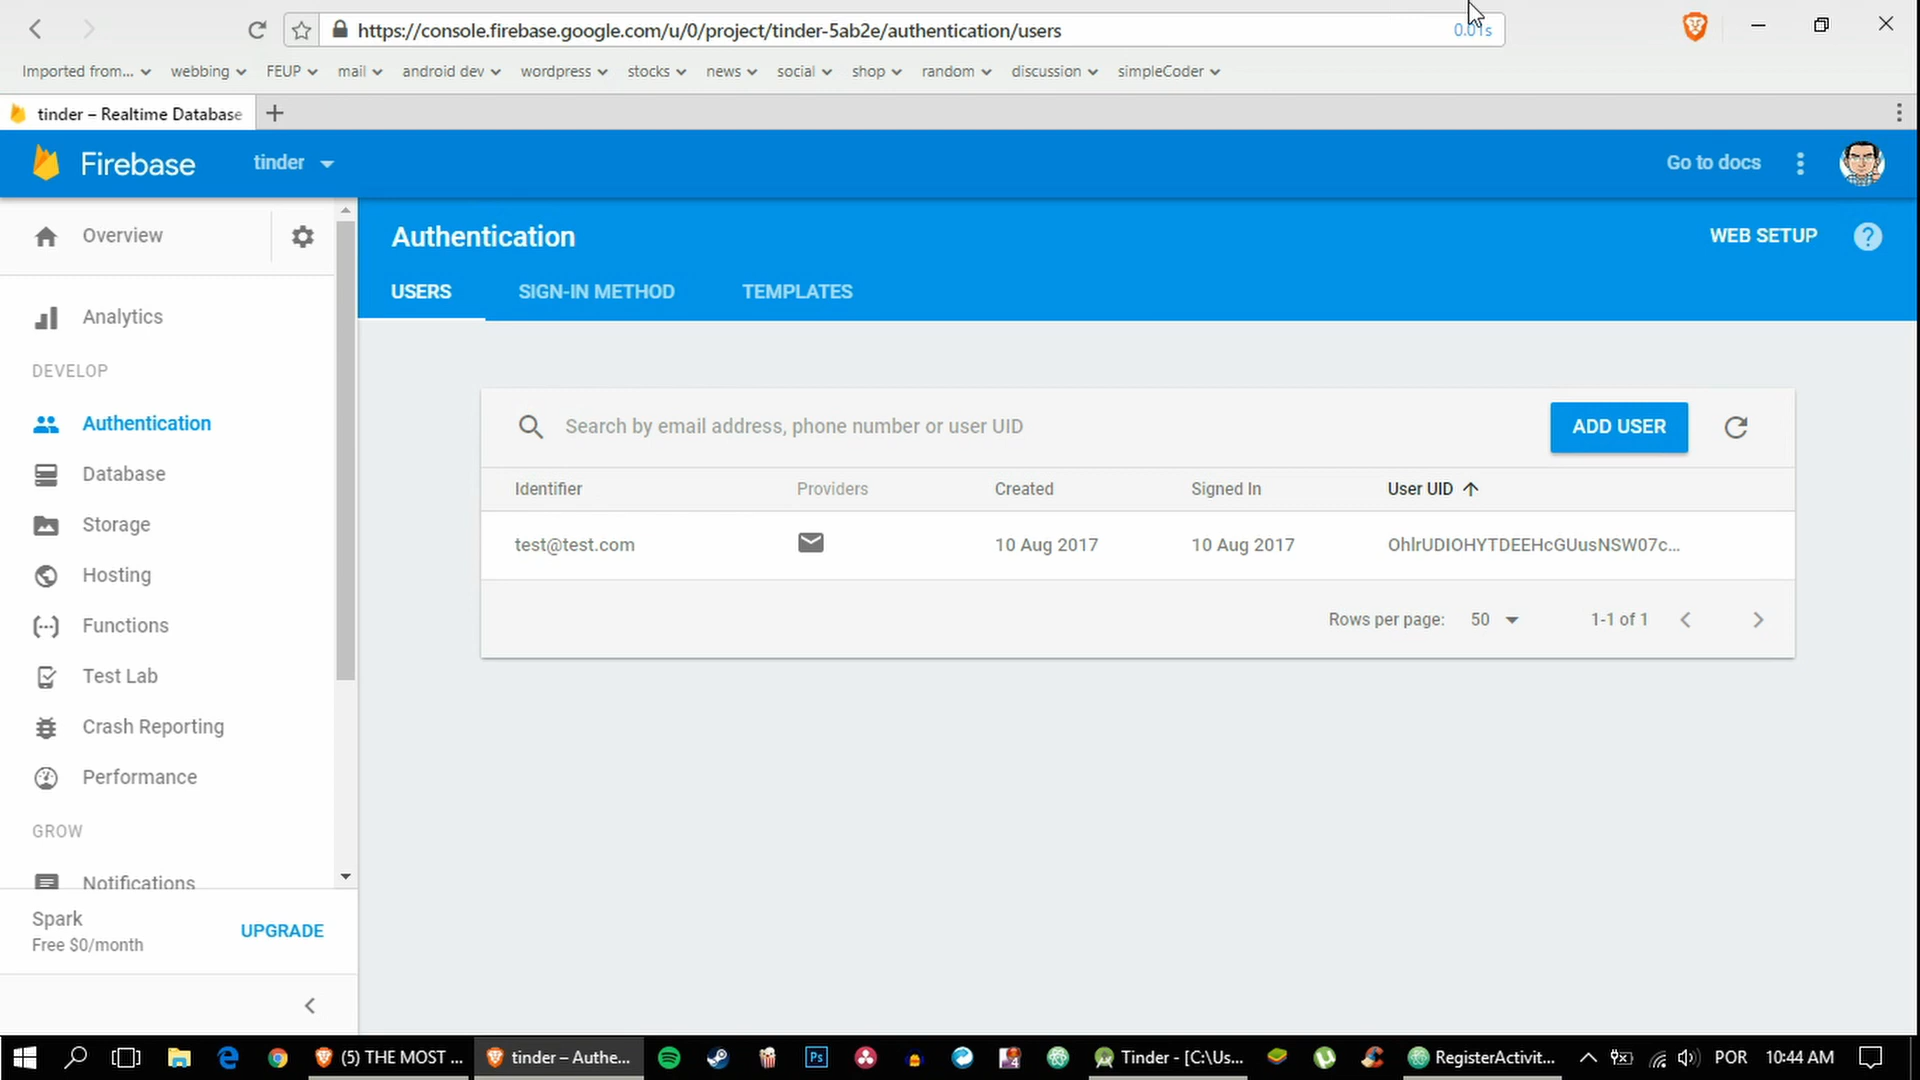 https://console.firebase.google.com/u/0/project/tinder-5ab2e/authentication/users
0.01s
Imported from... webbing FEUP mail android dev wordpress stocks news social shop random discussion simpleCoder
tinder – Realtime Database
Firebase tinder Go to docs
Overview
Analytics
DEVELOP
Authentication
Database
Storage
Hosting
Functions
Test Lab
Crash Reporting
Performance
GROW
Notifications
Spark
Free $0/month
UPGRADE
Authentication
WEB SETUP
USERS SIGN-IN METHOD TEMPLATES
Search by email address, phone number or user UID
ADD USER
Identifier Providers Created Signed In User UID
test@test.com 10 Aug 2017 10 Aug 2017 OhlrUDIOHYTDEEHcGUusNSW07c...
Rows per page: 50 1-1 of 1
(5) THE MOST ... tinder – Authe... Ps Tinder - [C:\Us... RegisterActivit... POR 10:44 AM